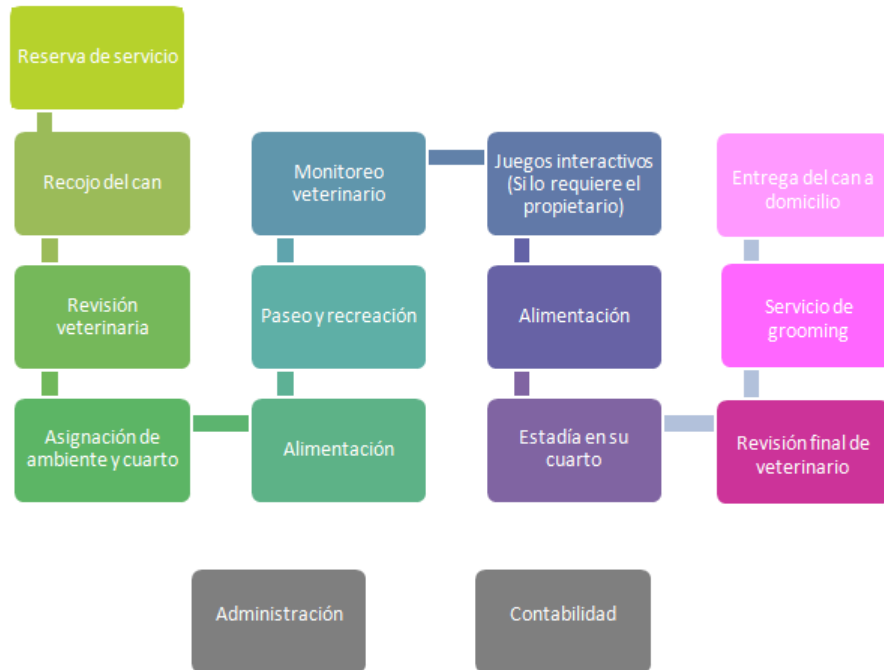 Reserva de servicio
Recojo del can
Revisión
veterinaria
Asignación de
ambiente y cuarto
Alimentación
Paseo y recreación
Monitoreo
veterinario
Juegos interactivos
(Si lo requiere el
propietario)
Alimentación
Estadía en su
cuarto
Revisión final de
veterinario
Servicio de
grooming
Entrega del can a
domicilio
Administración
Contabilidad